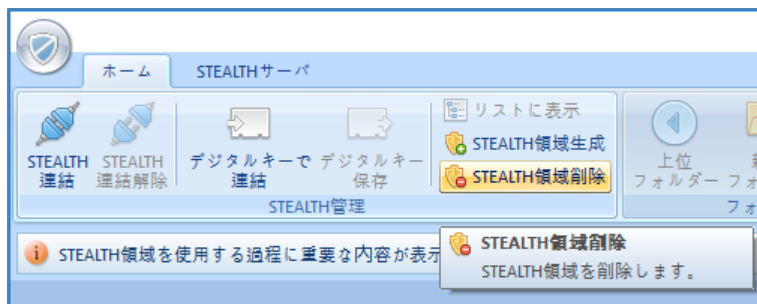 ホーム
STEALTHサーバ
STEALTH
連結
STEALTH
連結解除
デジタルキーで
連結
デジタルキー
保存
リストに表示
STEALTH領域生成
STEALTH領域削除
STEALTH管理
上位
フォルダー
フォ
STEALTH領域を使用する過程に重要な内容が表示
STEALTH領域削除
STEALTH領域を削除します。